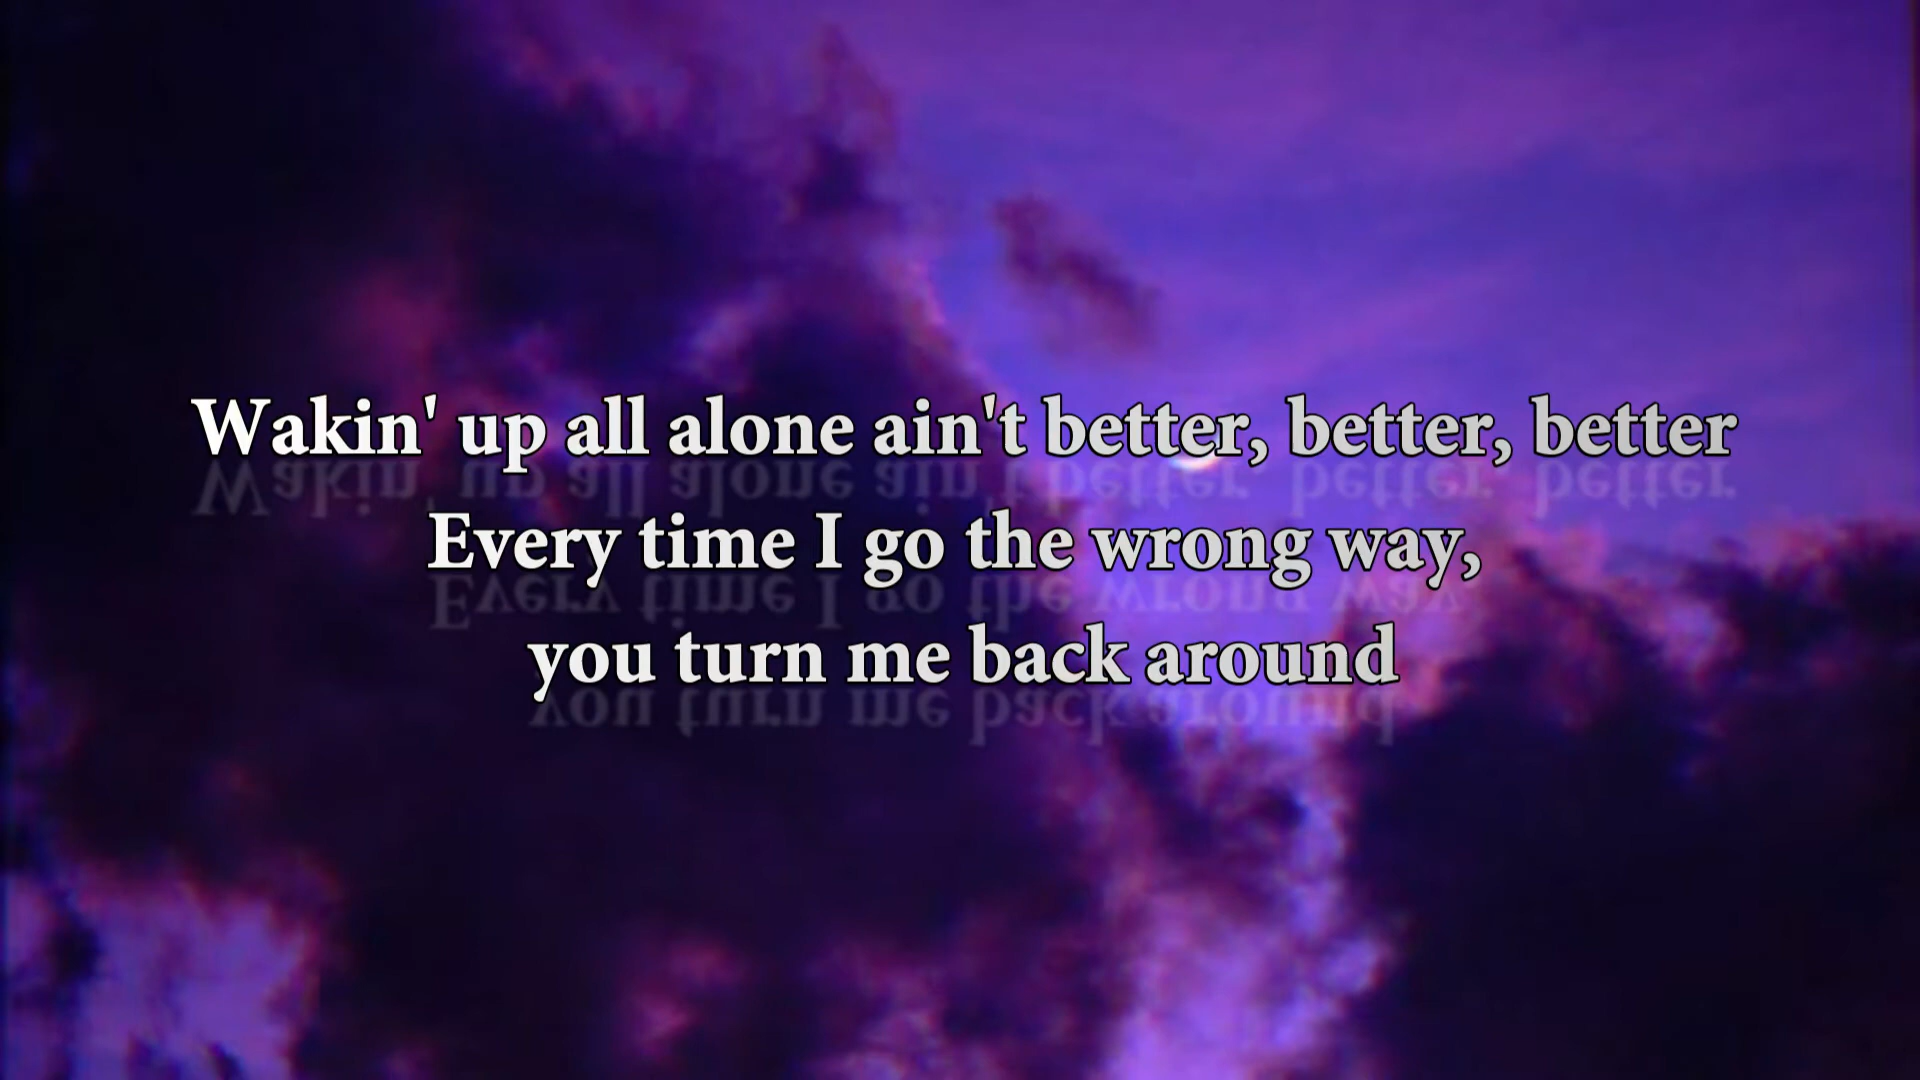 Wakin' up all alone ain't better, better, better
Every time I go the wrong way,
you turn me back around